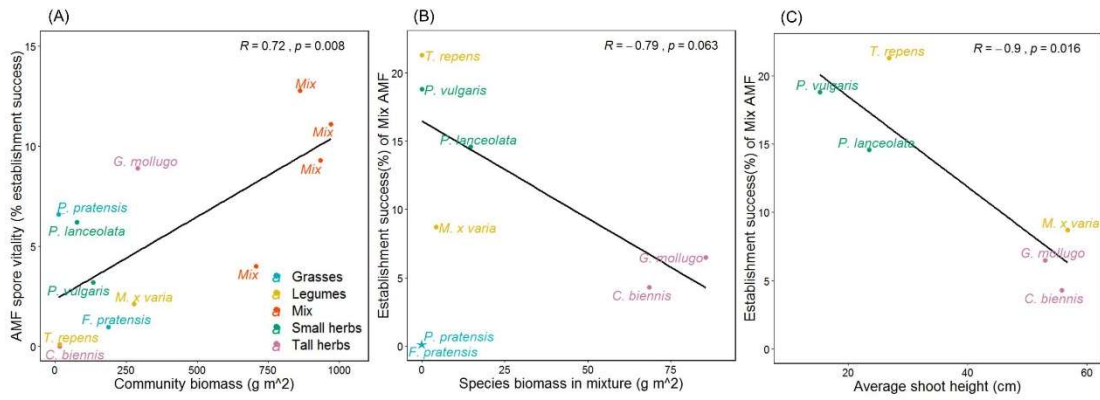 (A)
R = 0.72 , p = 0.008
AMF spore vitality (% establishment success)
15
10
5
0
Mix
Mix
Mix
G. mollugo
P. pratensis
P. lanceolata
Mix
P. vulgaris
M. x varia
F. pratensis
T. repens
C. biennis
Grasses
Legumes
Mix
Small herbs
Tall herbs
0
250
500
750
1000
Community biomass (g m^2)
(B)
R = −0.79 , p = 0.063
Establishment success(%) of Mix AMF
20
15
10
5
0
T. repens
P. vulgaris
P. lanceolata
M. x varia
G. mollugo
C. biennis
P. pratensis
F. pratensis
0
25
50
75
Species biomass in mixture (g m^2)
(C)
R = −0.9 , p = 0.016
Establishment success(%) of Mix AMF
20
15
10
5
0
T. repens
P. vulgaris
P. lanceolata
M. x varia
G. mollugo
C. biennis
20
40
60
Average shoot height (cm)